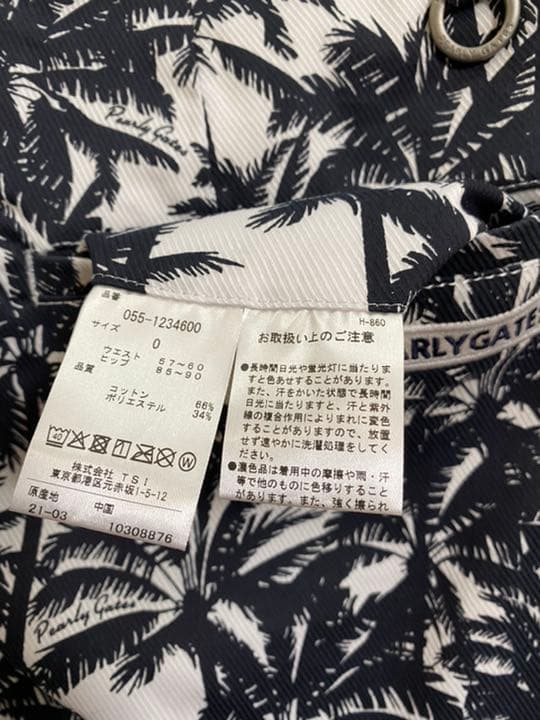 Pearly Gates
品番
055-1234600
サイズ
0
ウエスト 57~60
ヒップ 85~90
品質
コットン 66%
ポリエステル 34%
40
W
株式会社 TSI
東京都港区元赤坂1-5-12
原産地 中国
21-03 10308876
H-860
お取扱い上のご注意
●長時間日光や蛍光灯に当たりま
すと色あせすることがあります。
また、汗をかいた状態で長時間
日光に当たりますと、汗と紫外
線の複合作用によりまれに変色
することがありますので、放置
せず速やかに洗濯処理をしてく
ださい。
●濃色品は着用中の摩擦や雨・汗
等で他のものに色移りすること
があります。また、強く擦られ
ARLYGATES
Pearly Gates